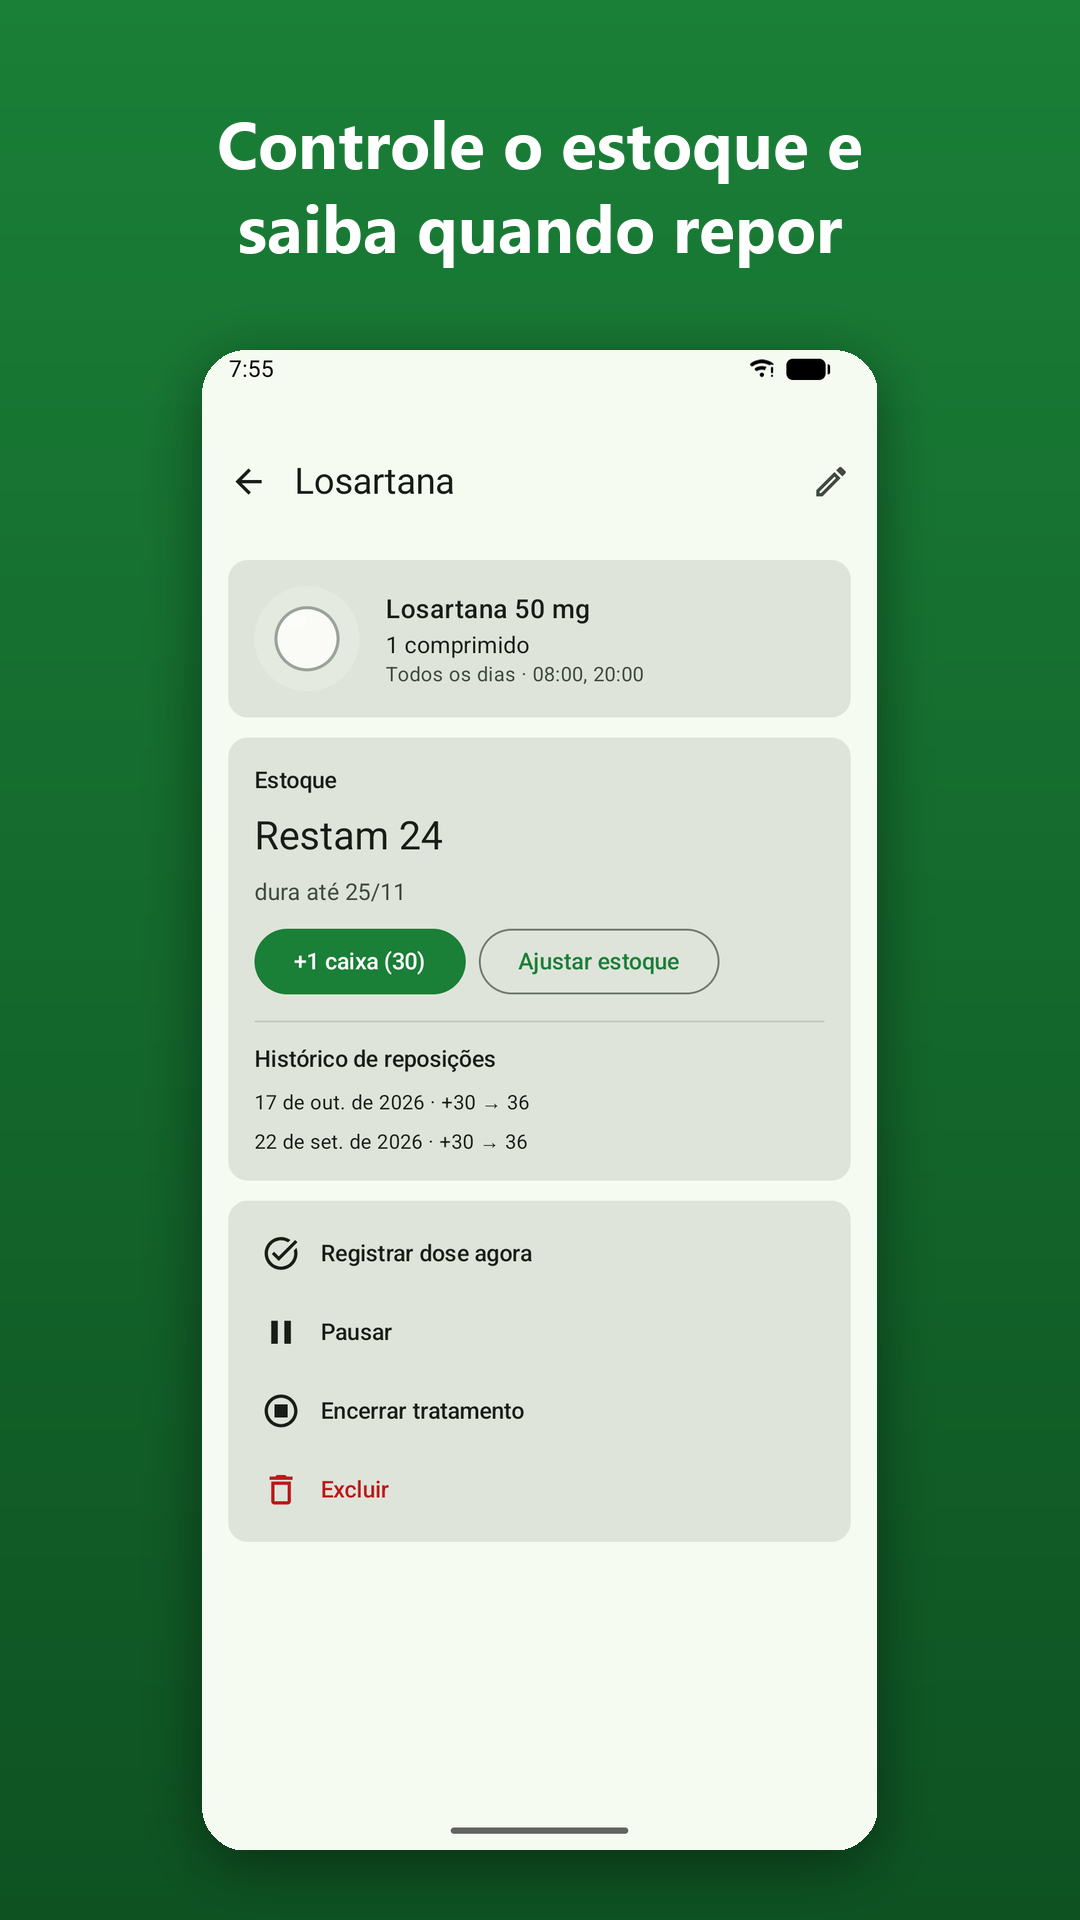 Controle o estoque e
saiba quando repor
7:55
Losartana
Losartana 50 mg
1 comprimido
Todos os dias · 08:00, 20:00
Estoque
Restam 24
dura até 25/11
+1 caixa (30)
Ajustar estoque
Histórico de reposições
17 de out. de 2026 · +30 → 36
22 de set. de 2026 · +30 → 36
Registrar dose agora
Pausar
Encerrar tratamento
Excluir